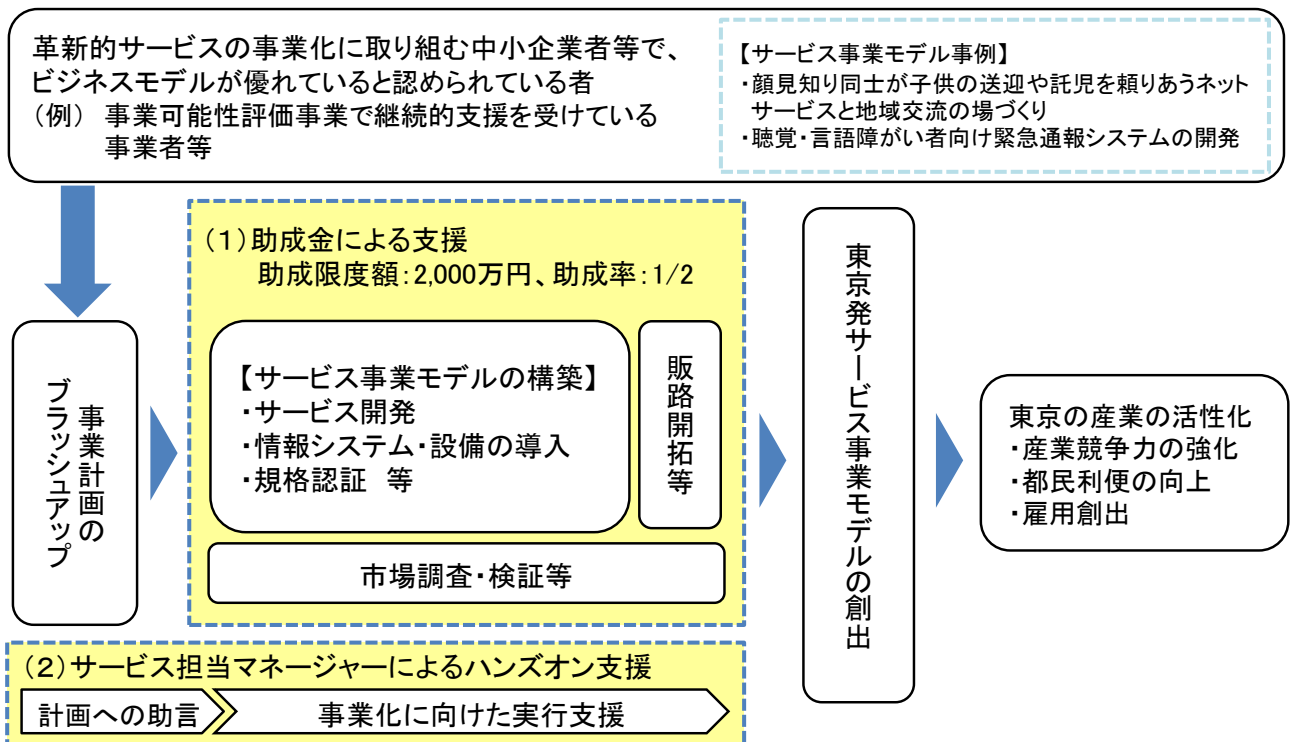 革新的サービスの事業化に取り組む中小企業者等で、
ビジネスモデルが優れていると認められている者
（例）　事業可能性評価事業で継続的支援を受けている
事業者等
【サービス事業モデル事例】
・顔見知り同士が子供の送迎や託児を頼りあうネット
サービスと地域交流の場づくり
・聴覚・言語障がい者向け緊急通報システムの開発
事業計画の
ブラッシュアップ
（１）助成金による支援
助成限度額：2,000万円、助成率：1/2
【サービス事業モデルの構築】
・サービス開発
・情報システム・設備の導入
・規格認証　等
販路開拓等
市場調査・検証等
（２）サービス担当マネージャーによるハンズオン支援
計画への助言
事業化に向けた実行支援
東京発サービス事業モデルの創出
東京の産業の活性化
・産業競争力の強化
・都民利便の向上
・雇用創出